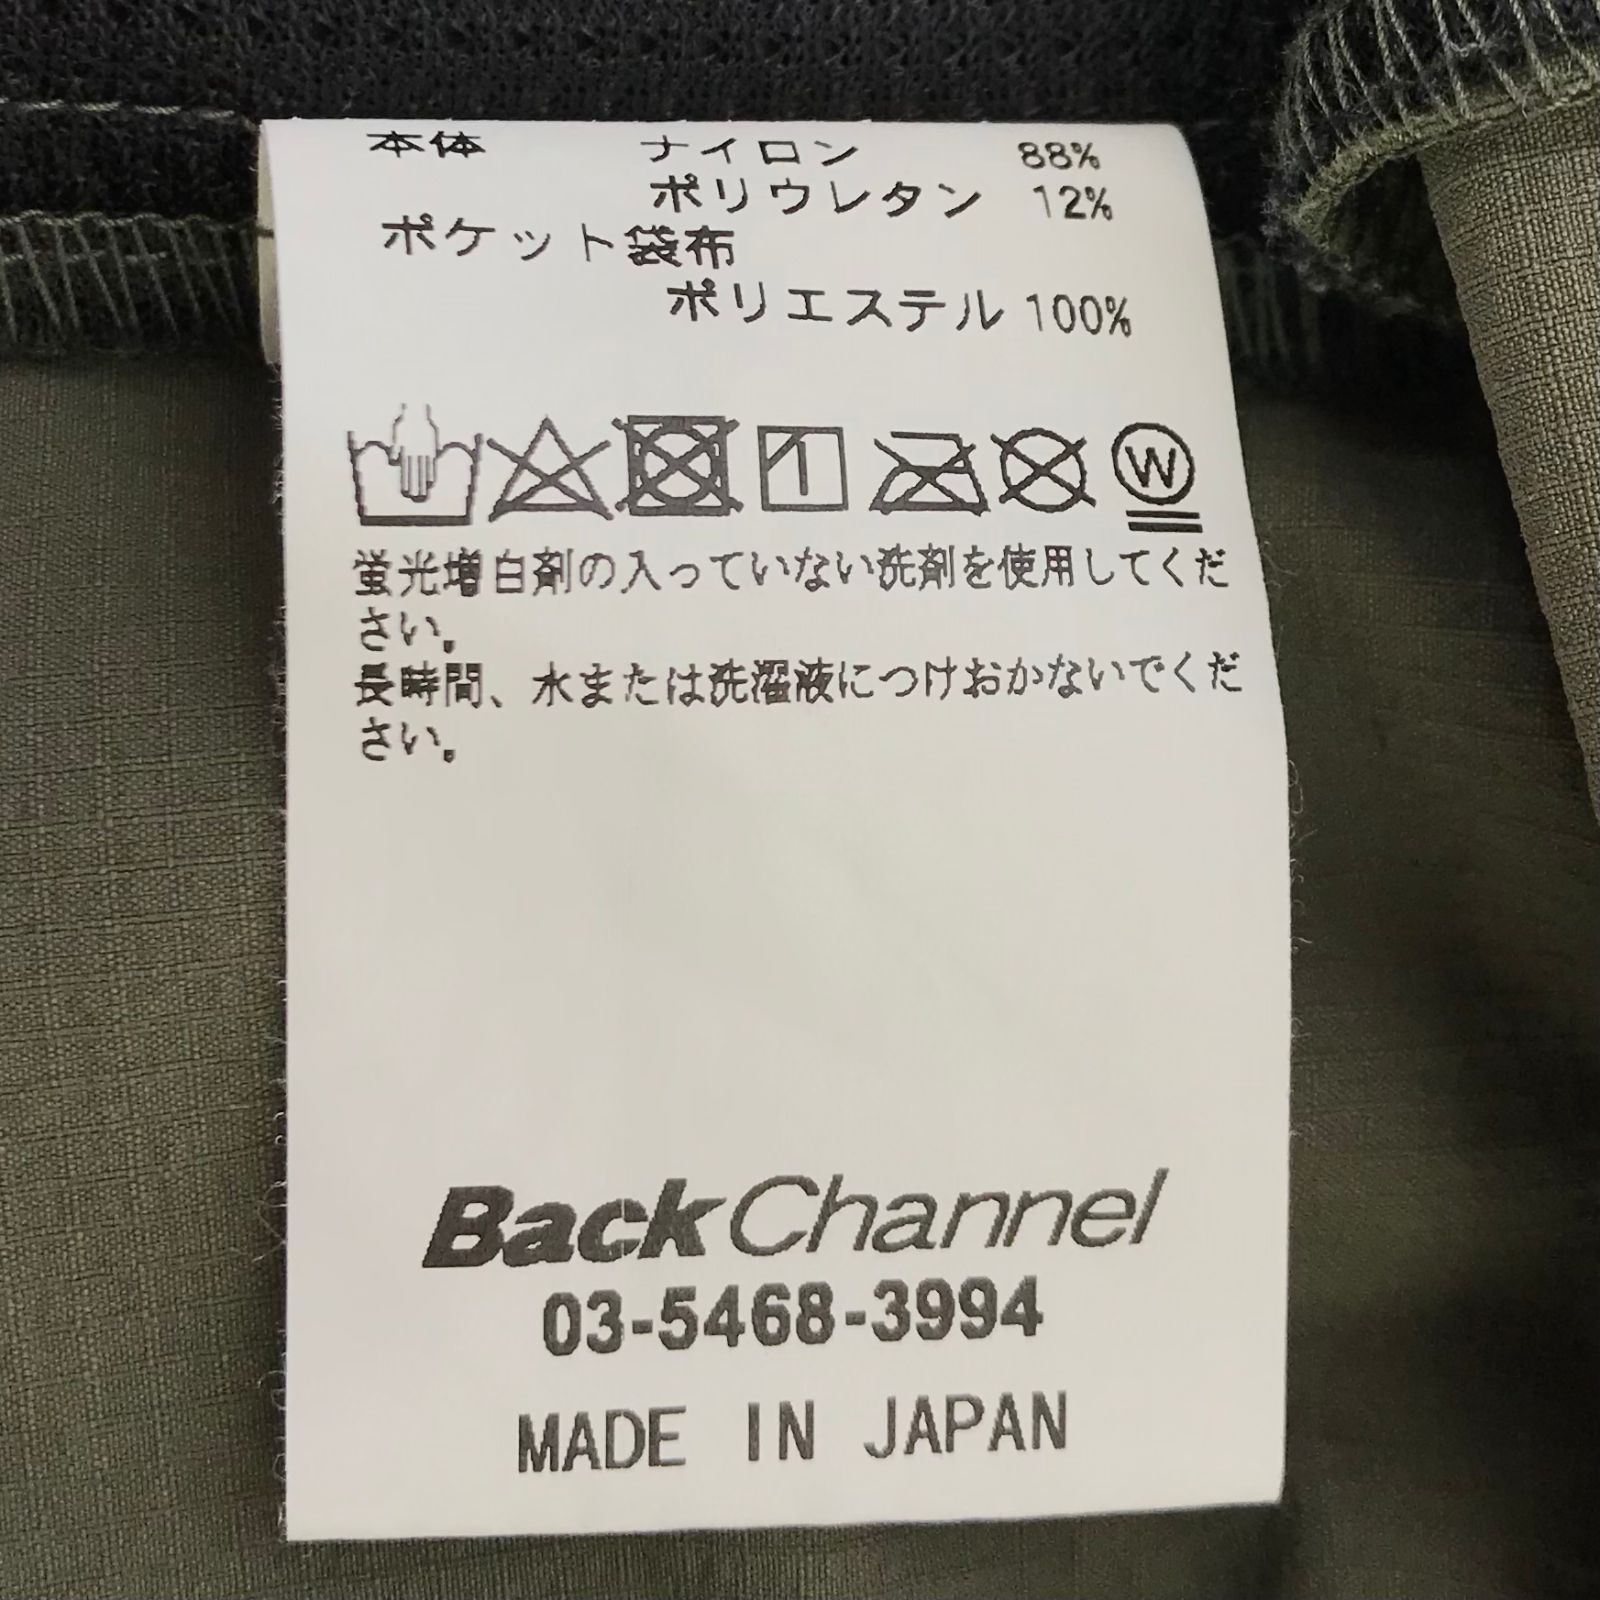 本体 ナイロン 88%
ポリウレタン 12%
ポケット袋布
ポリエステル 100%
W
蛍光増白剤の入っていない洗剤を使用してくだ
さい。
長時間、水または洗濯液につけおかないでくだ
さい。
BackChannel
03-5468-3994
MADE IN JAPAN